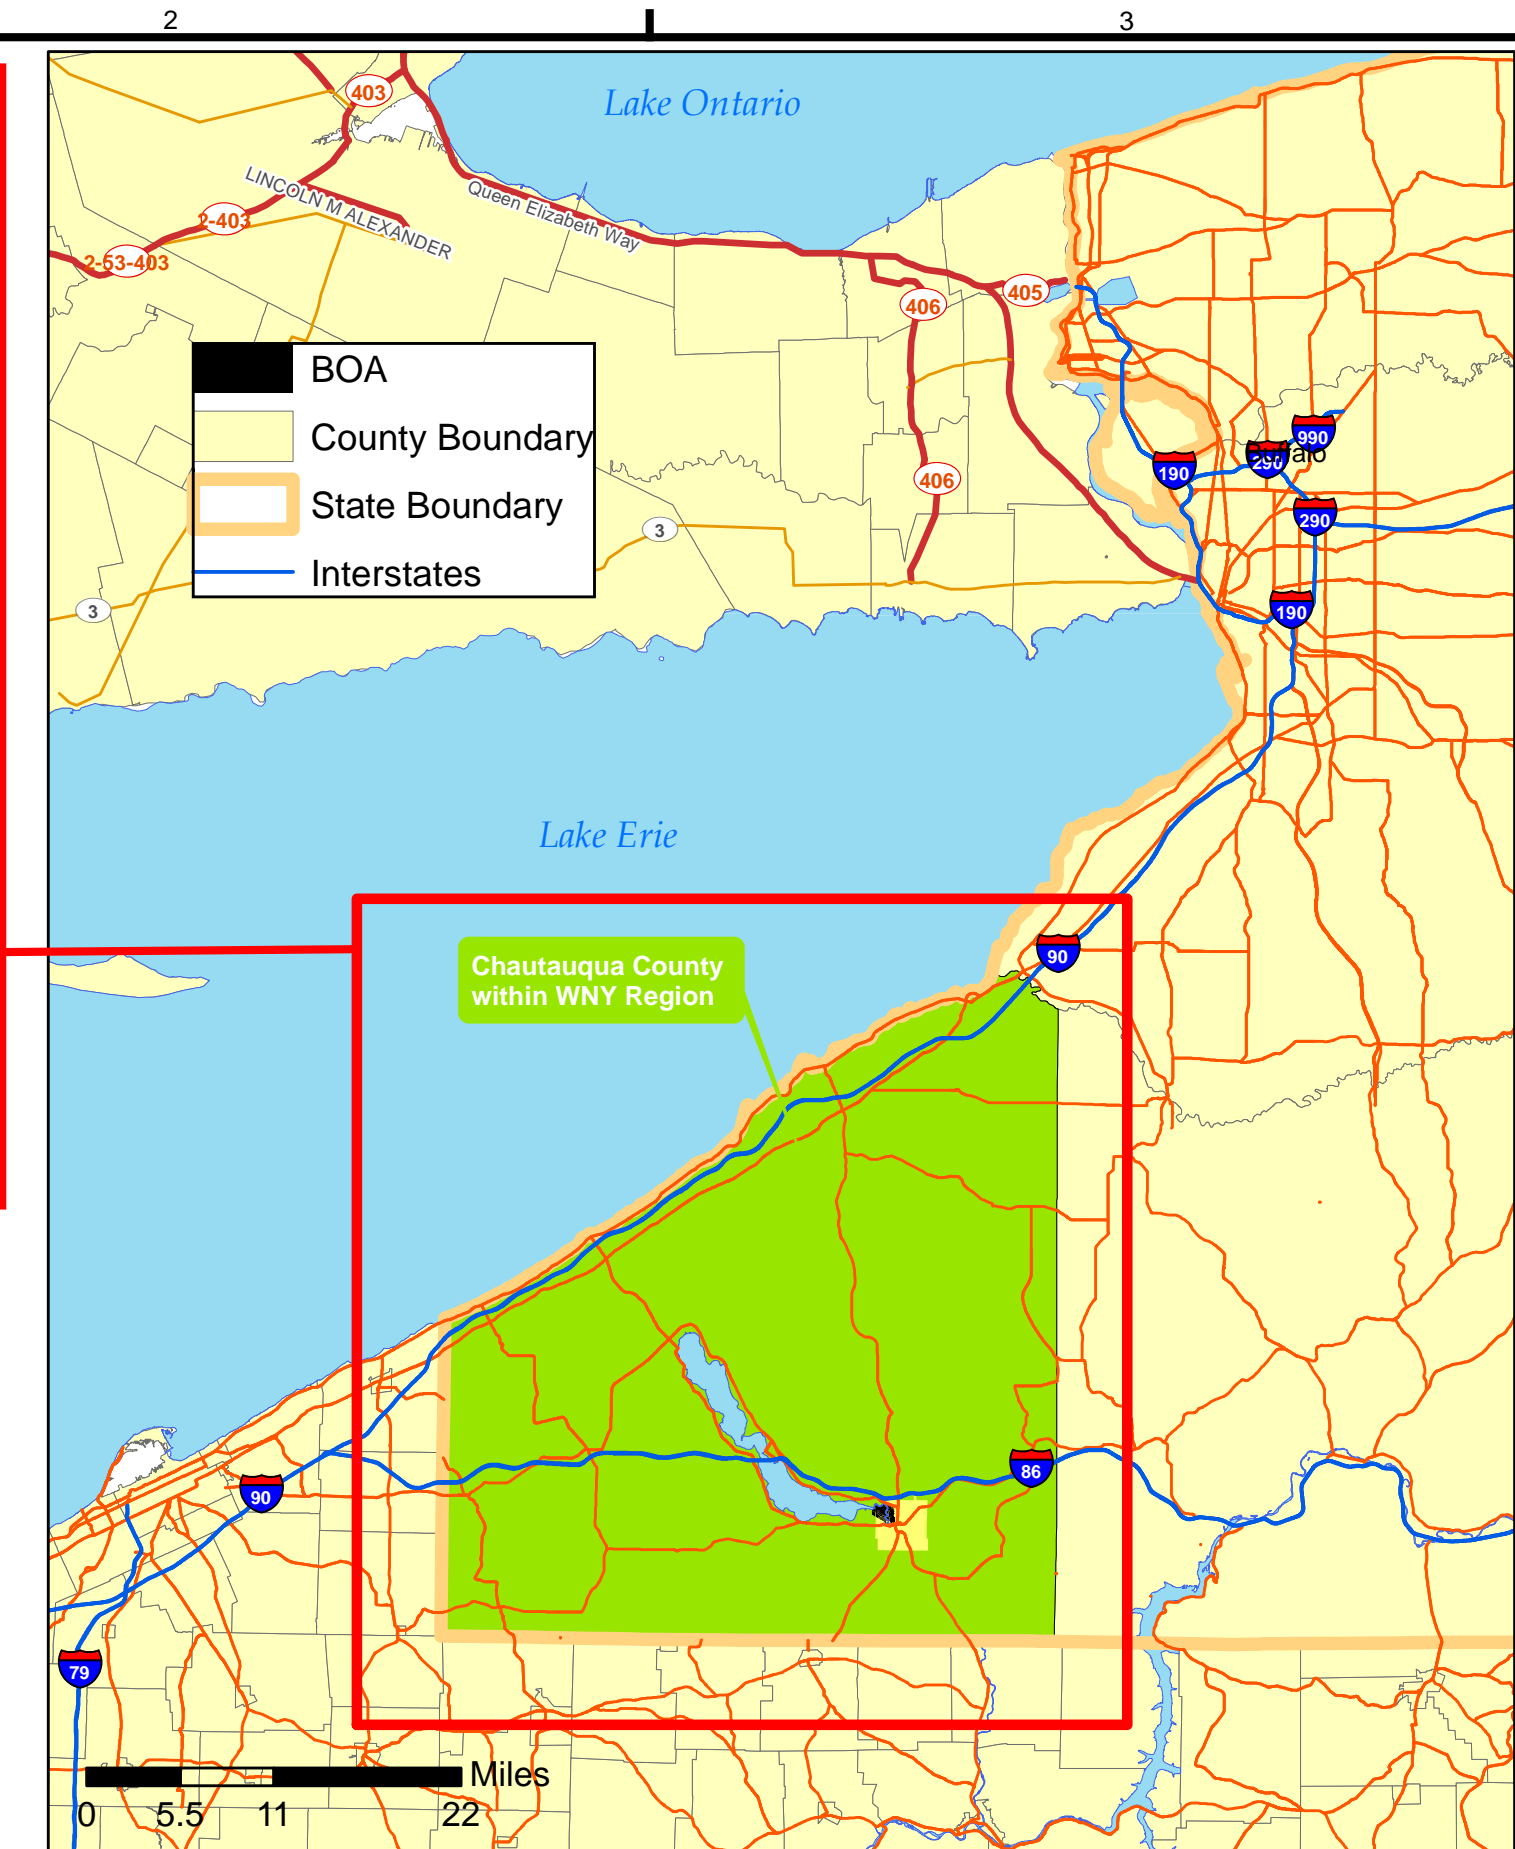 2
3
Lake Ontario
403
LINCOLN M ALEXANDER
Queen Elizabeth Way
2-403
2-53-403
405
406
BOA
County Boundary
State Boundary
Interstates
990
290
Buffalo
190
406
290
3
3
190
Lake Erie
Chautauqua County
within WNY Region
90
86
90
79
Miles
0 5.5 11 22